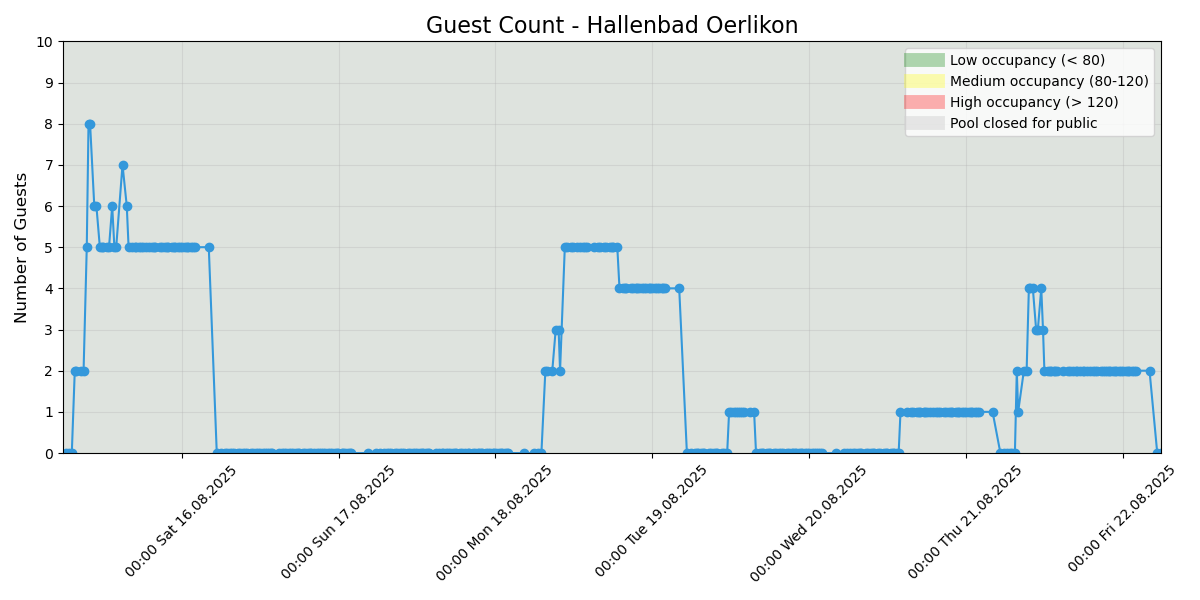 Guest Count - Hallenbad Oerlikon
Number of Guests
10
9
8
7
6
5
4
3
2
1
0
Low occupancy (< 80)
Medium occupancy (80-120)
High occupancy (> 120)
Pool closed for public
00:00 Sat 16.08.2025
00:00 Sun 17.08.2025
00:00 Mon 18.08.2025
00:00 Tue 19.08.2025
00:00 Wed 20.08.2025
00:00 Thu 21.08.2025
00:00 Fri 22.08.2025